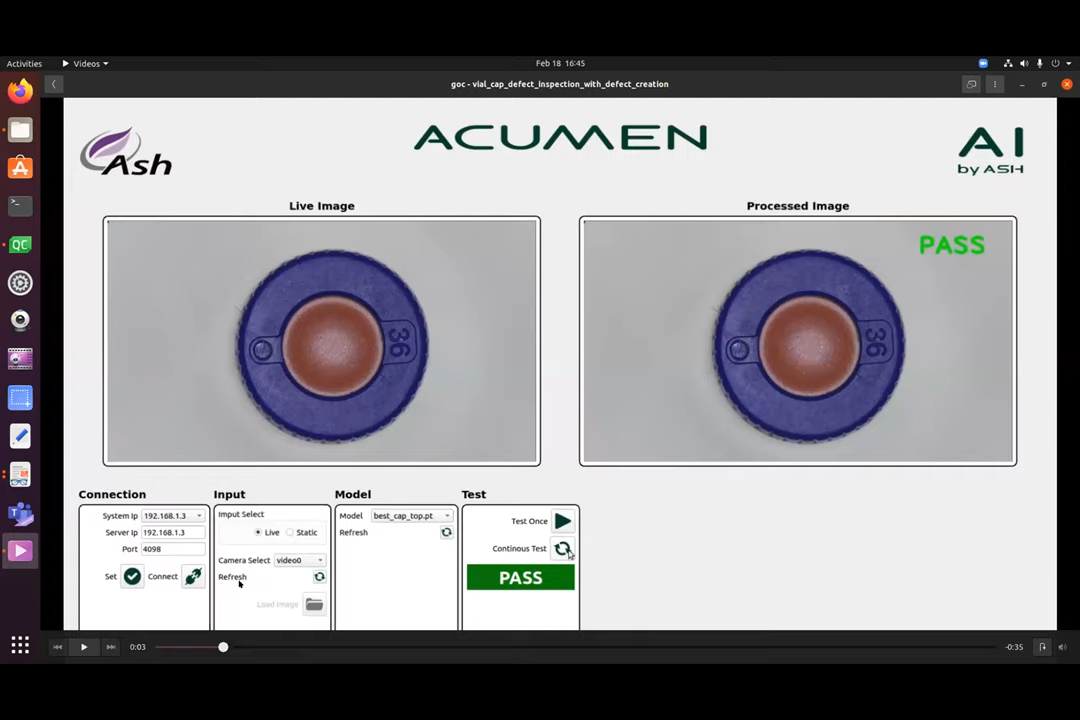 Activities
Videos
Feb 18 16:45
goc - vial_cap_defect_inspection_with_defect_creation
Ash
ACUMEN
AI
by ASH
Live Image
Processed Image
36
PASS
36
Connection
Input
Model
Test
System Ip 192.168.1.3
Server Ip 192.168.1.3
Port 4098
Set
Connect
Imput Select
Live
Static
Camera Select video0
Refresh
Load Image
Model best_cap_top.pt
Refresh
Test Once
Continous Test
PASS
QC
0:03
-0:35